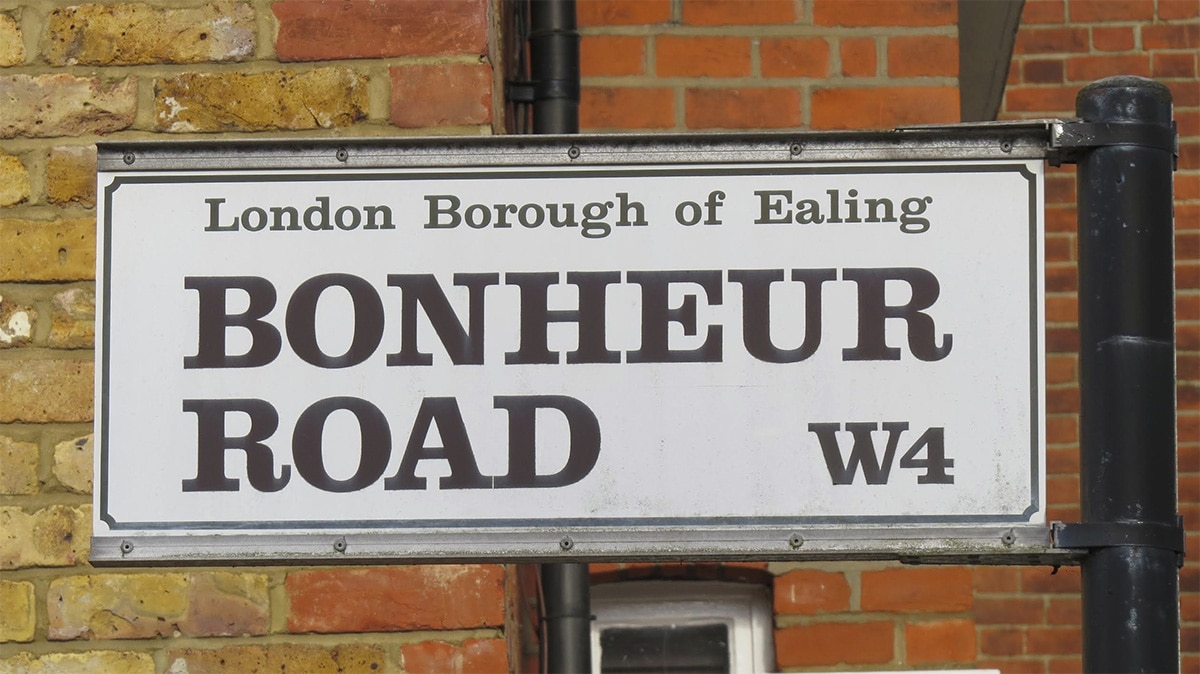 London Borough of Ealing
BONHEUR
ROAD W4